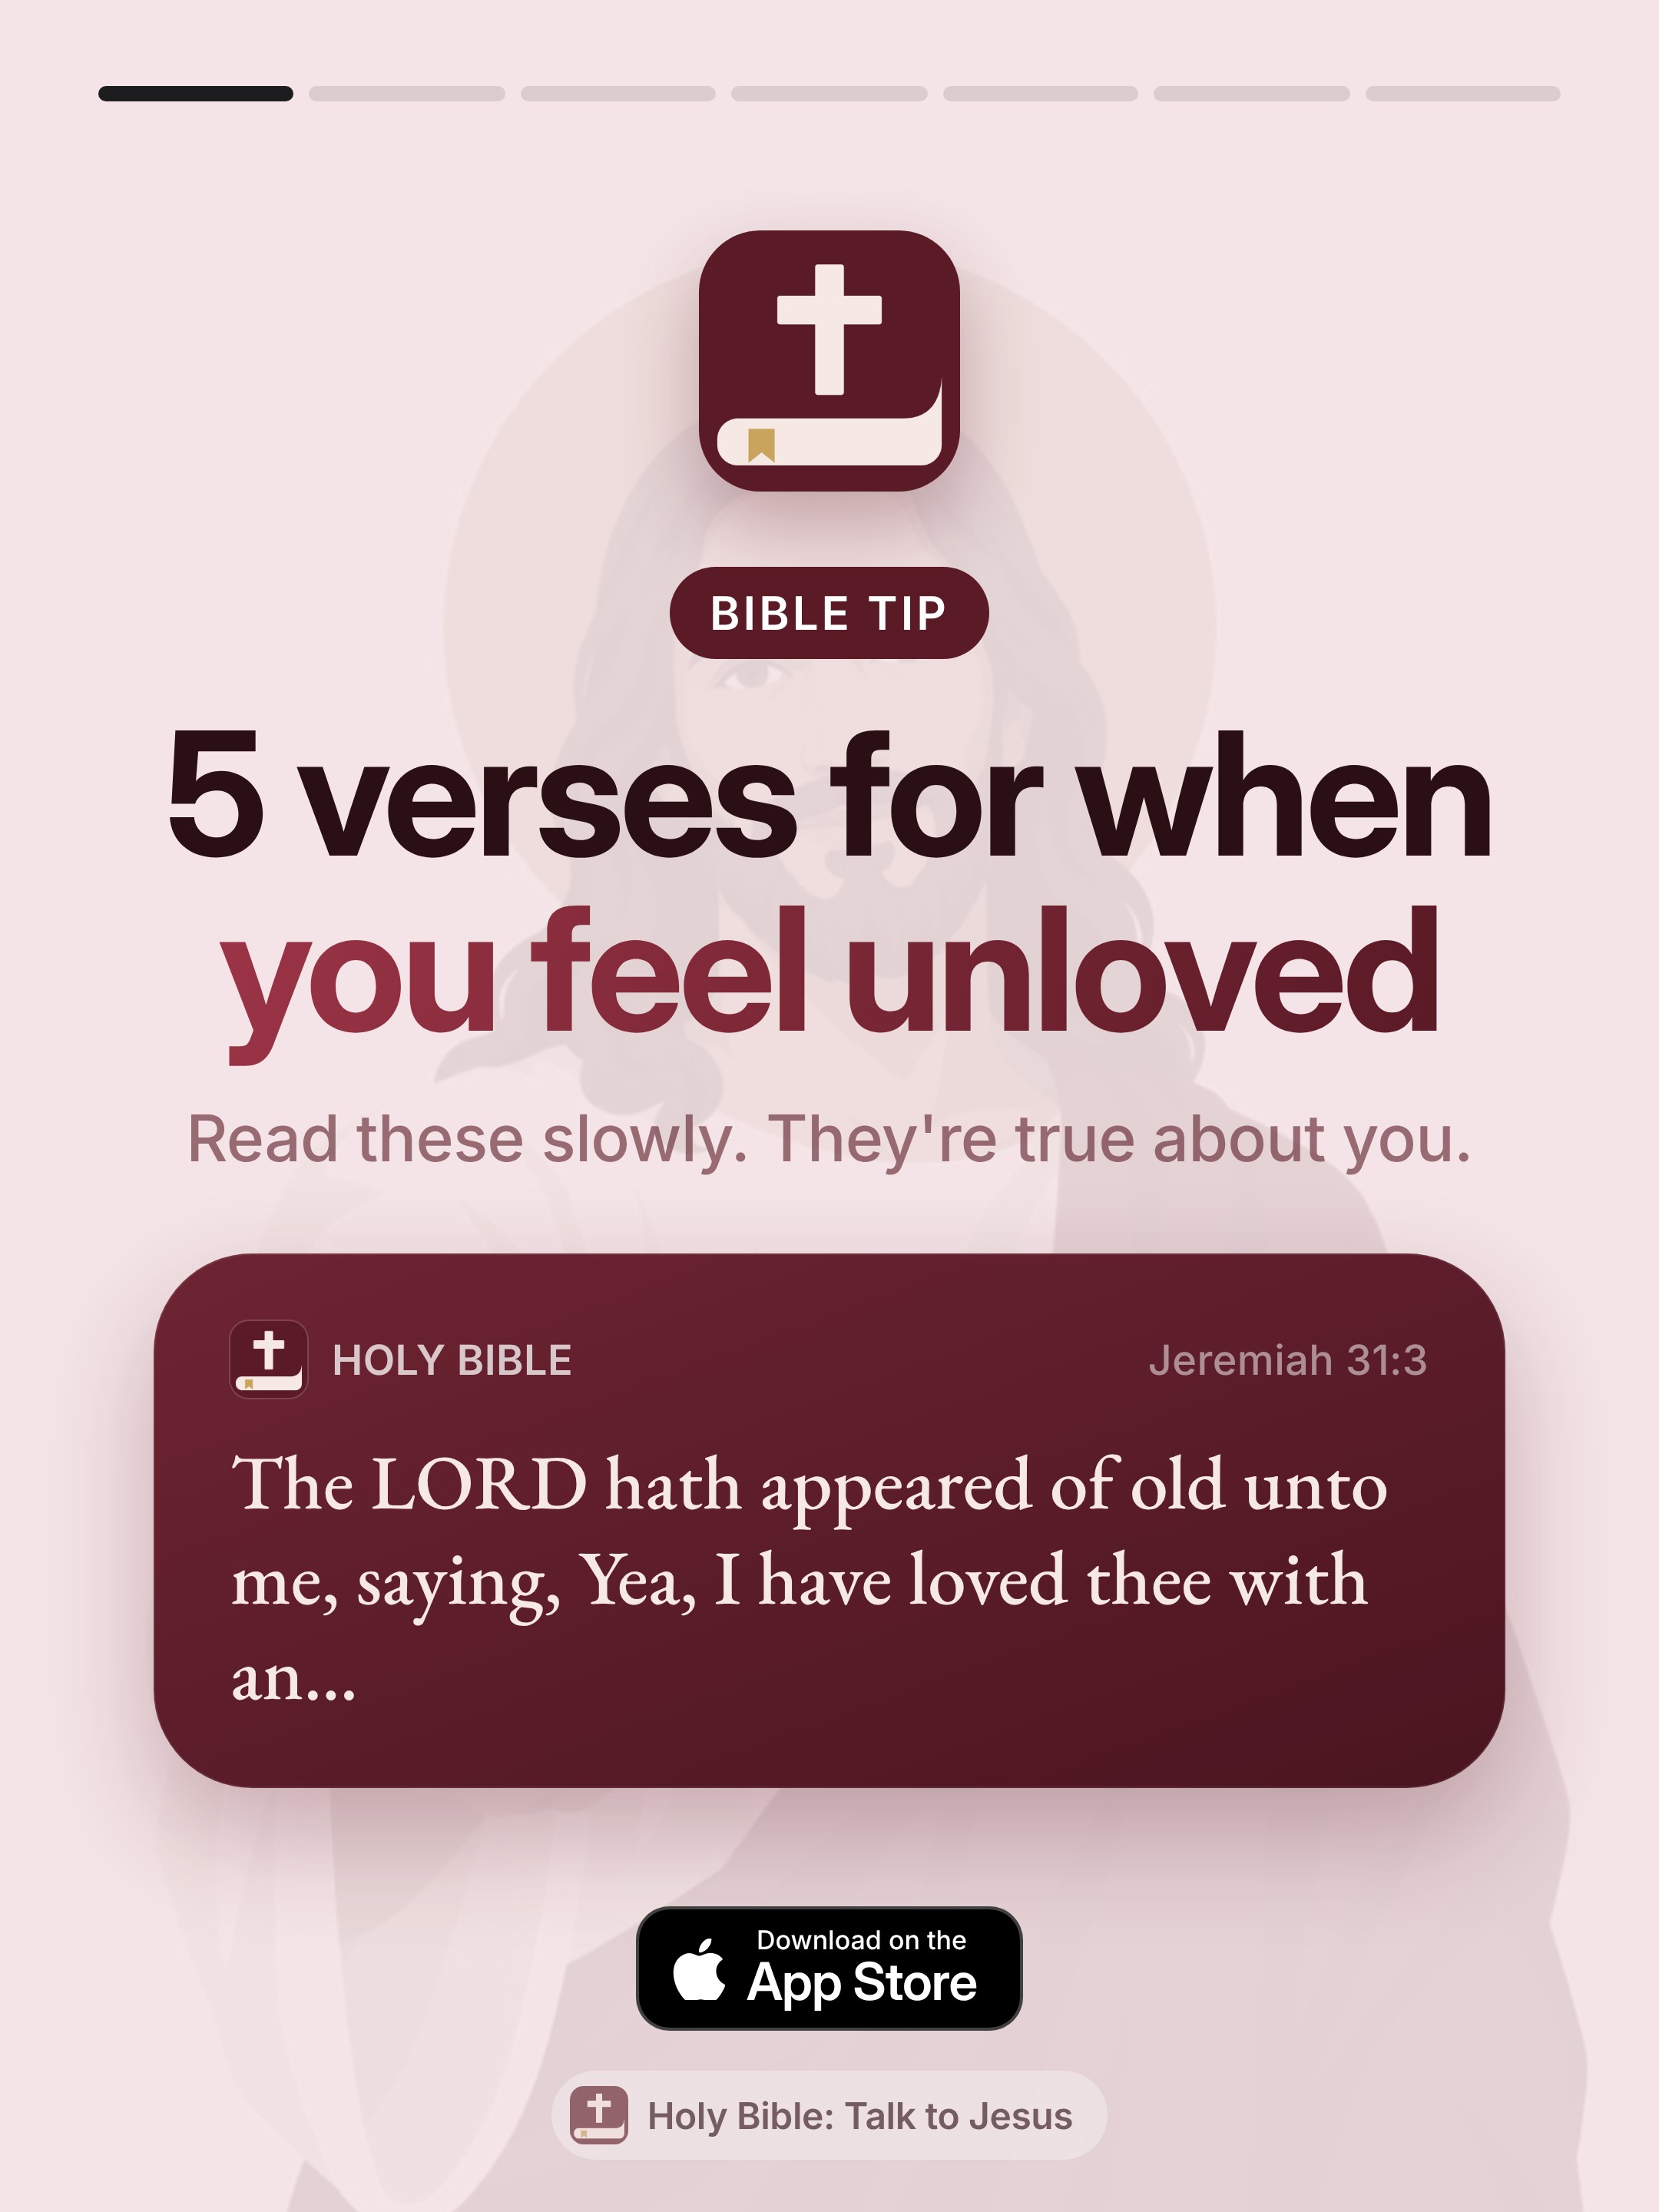 BIBLE TIP
5 verses for when
you feel unloved
Read these slowly. They're true about you.
HOLY BIBLE
Jeremiah 31:3
The LORD hath appeared of old unto
me, saying, Yea, I have loved thee with
an...
Download on the
App Store
Holy Bible: Talk to Jesus